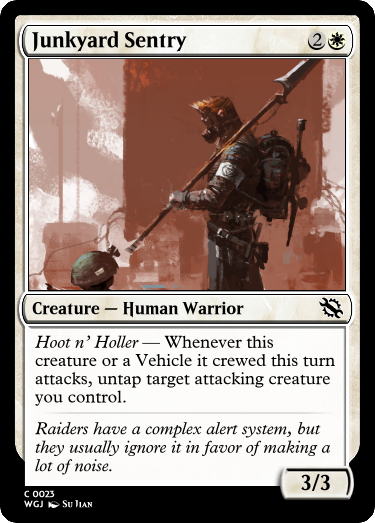 Junkyard Sentry 2
Creature — Human Warrior
Hoot n' Holler — Whenever this
creature or a Vehicle it crewed this turn
attacks, untap target attacking creature
you control.
Raiders have a complex alert system, but
they usually ignore it in favor of making a
lot of noise.
3/3
C 0023
WGJ Su Jian